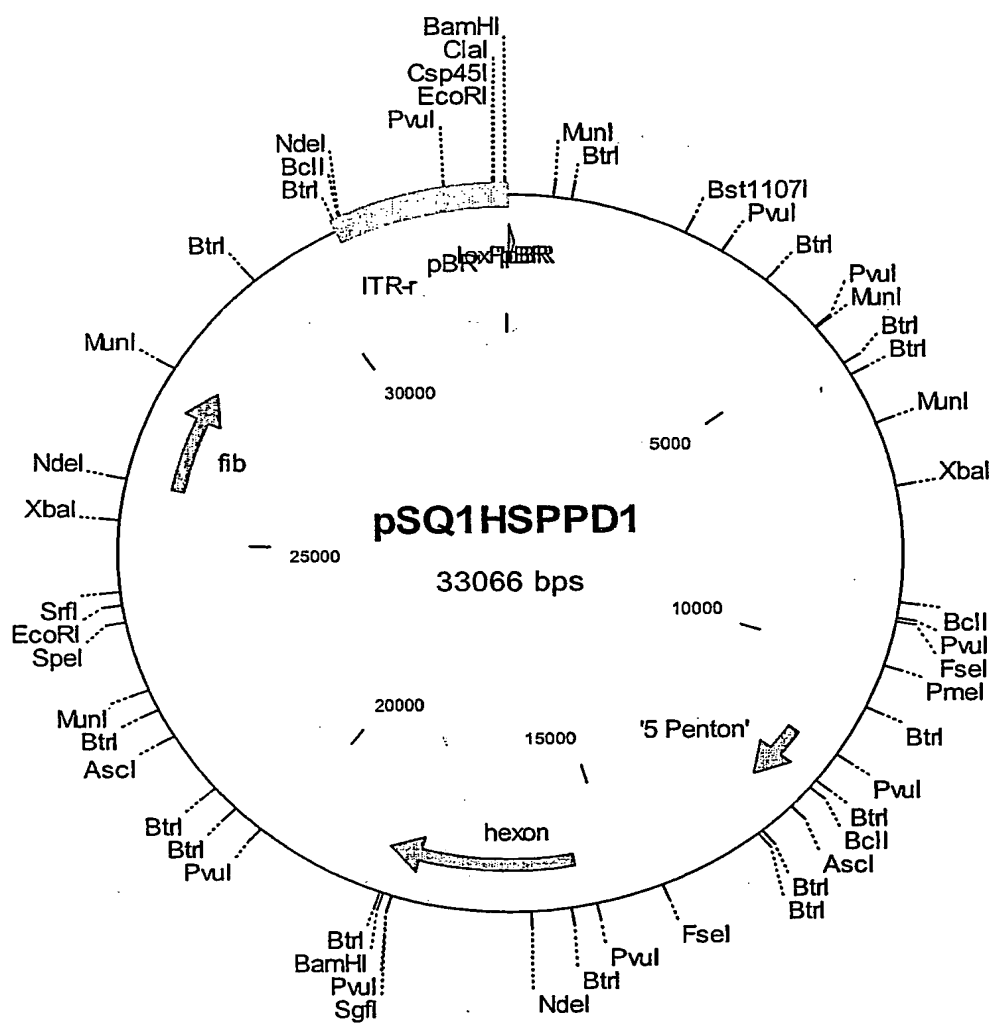 BamHI
ClaI
Csp45I
EcoRI
PvuI
NdeI
BclI
BtrI
BtrI
MunI
NdeI
XbaI
SrfI
EcoRI
SpeI
MunI
BtrI
AscI
BtrI
BtrI
PvuI
BtrI
BamHI
PvuI
SgfI
MunI
BtrI
Bst1107I
PvuI
BtrI
PvuI
MunI
BtrI
BtrI
MunI
XbaI
BclI
PvuI
FseI
PmeI
BtrI
PvuI
BtrI
BclI
AscI
BtrI
BtrI
FseI
PvuI
BtrI
NdeI
ITR-r
pBR
fib
30000
5000
pSQ1HSPPD1
33066 bps
25000
10000
20000
15000
'5 Penton'
hexon